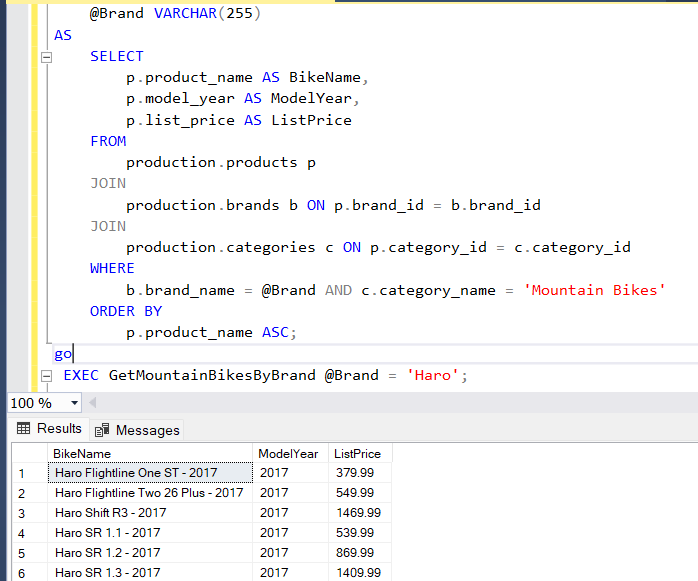 @Brand VARCHAR(255)
AS
SELECT
p.product_name AS BikeName,
p.model_year AS ModelYear,
p.list_price AS ListPrice
FROM
production.products p
JOIN
production.brands b ON p.brand_id = b.brand_id
JOIN
production.categories c ON p.category_id = c.category_id
WHERE
b.brand_name = @Brand AND c.category_name = 'Mountain Bikes'
ORDER BY
p.product_name ASC;
go
EXEC GetMountainBikesByBrand @Brand = 'Haro';
100 %
Results Messages
BikeName ModelYear ListPrice
1 Haro Flightline One ST - 2017 2017 379.99
2 Haro Flightline Two 26 Plus - 2017 2017 549.99
3 Haro Shift R3 - 2017 2017 1469.99
4 Haro SR 1.1 - 2017 2017 539.99
5 Haro SR 1.2 - 2017 2017 869.99
6 Haro SR 1.3 - 2017 2017 1409.99